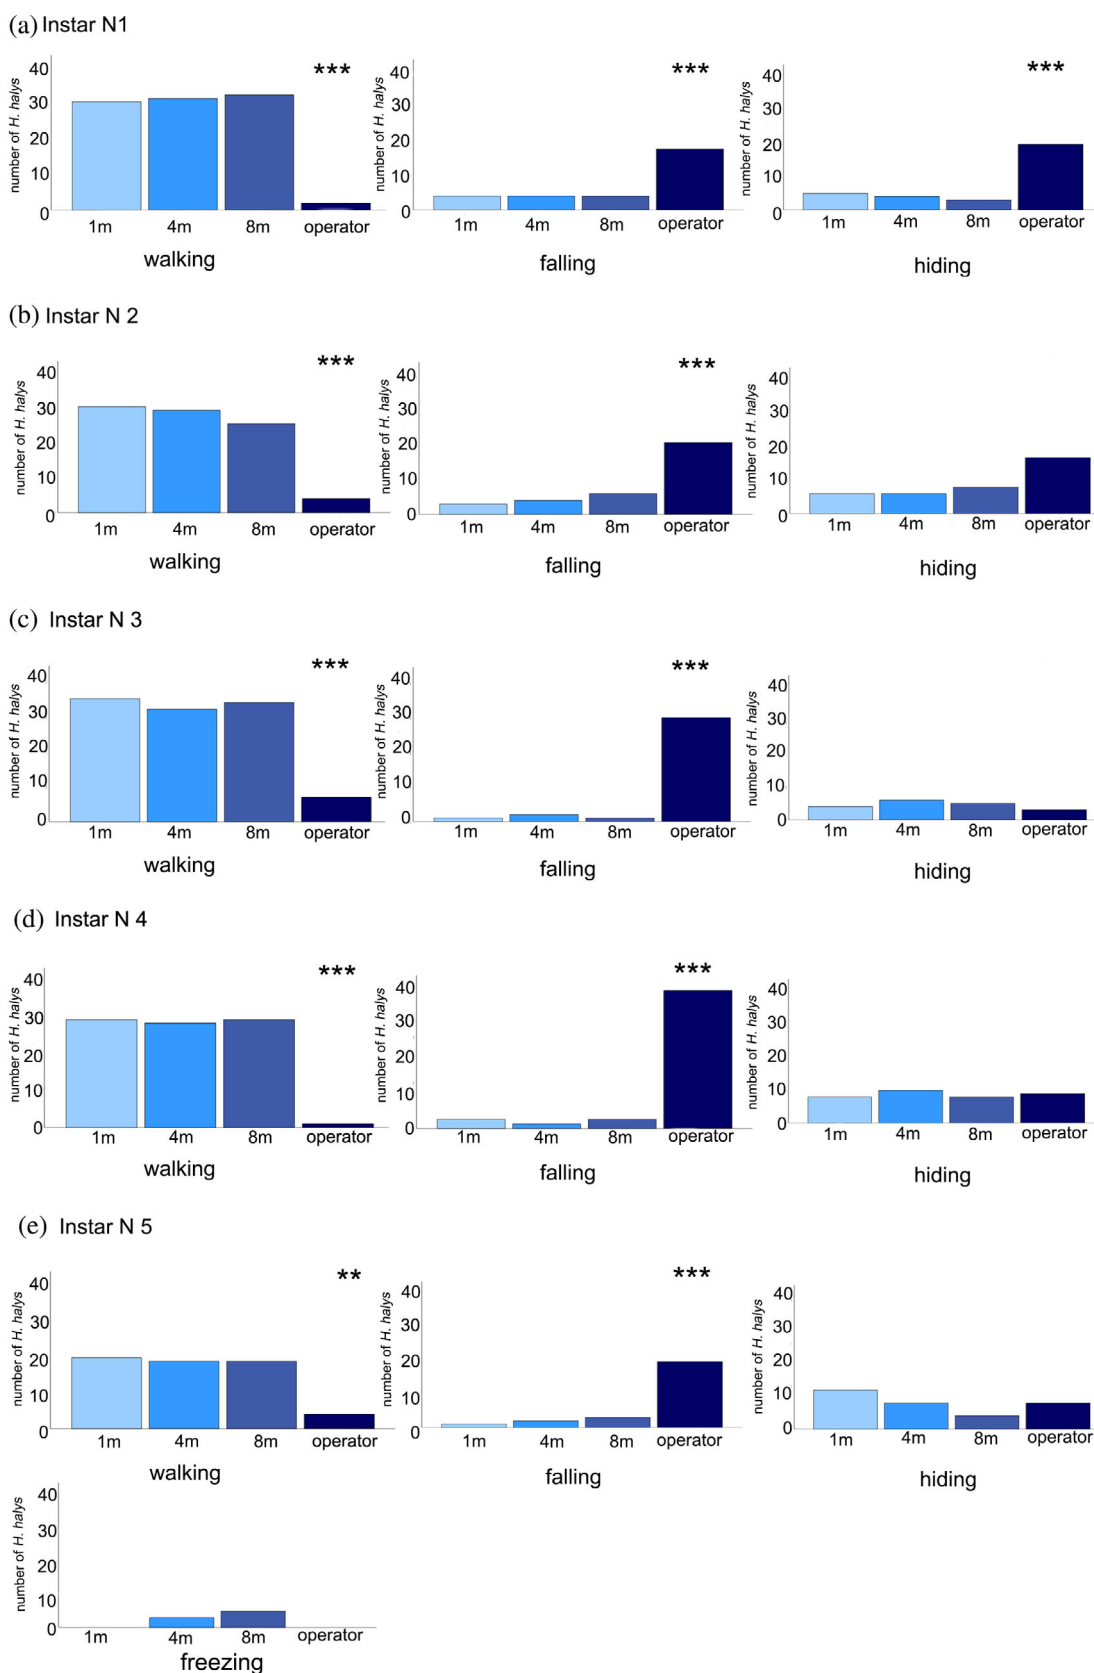 (a) Instar N1
number of H. halys
40
30
20
10
0
***
1m 4m 8m operator
walking
number of H. halys
40
30
20
10
0
***
1m 4m 8m operator
falling
number of H. halys
40
30
20
10
0
***
1m 4m 8m operator
hiding
(b) Instar N 2
number of H. halys
40
30
20
10
0
***
1m 4m 8m operator
walking
number of H. halys
40
30
20
10
0
***
1m 4m 8m operator
falling
number of H. halys
40
30
20
10
0
1m 4m 8m operator
hiding
(c) Instar N 3
number of H. halys
40
30
20
10
0
***
1m 4m 8m operator
walking
number of H. halys
40
30
20
10
0
***
1m 4m 8m operator
falling
number of H. halys
40
30
20
10
0
1m 4m 8m operator
hiding
(d) Instar N 4
number of H. halys
40
30
20
10
0
***
1m 4m 8m operator
walking
number of H. halys
40
30
20
10
0
***
1m 4m 8m operator
falling
number of H. halys
40
30
20
10
0
1m 4m 8m operator
hiding
(e) Instar N 5
number of H. halys
40
30
20
10
0
**
1m 4m 8m operator
walking
number of H. halys
40
30
20
10
0
***
1m 4m 8m operator
falling
number of H. halys
40
30
20
10
0
1m 4m 8m operator
hiding
number of H. halys
40
30
20
10
0
1m 4m 8m operator
freezing